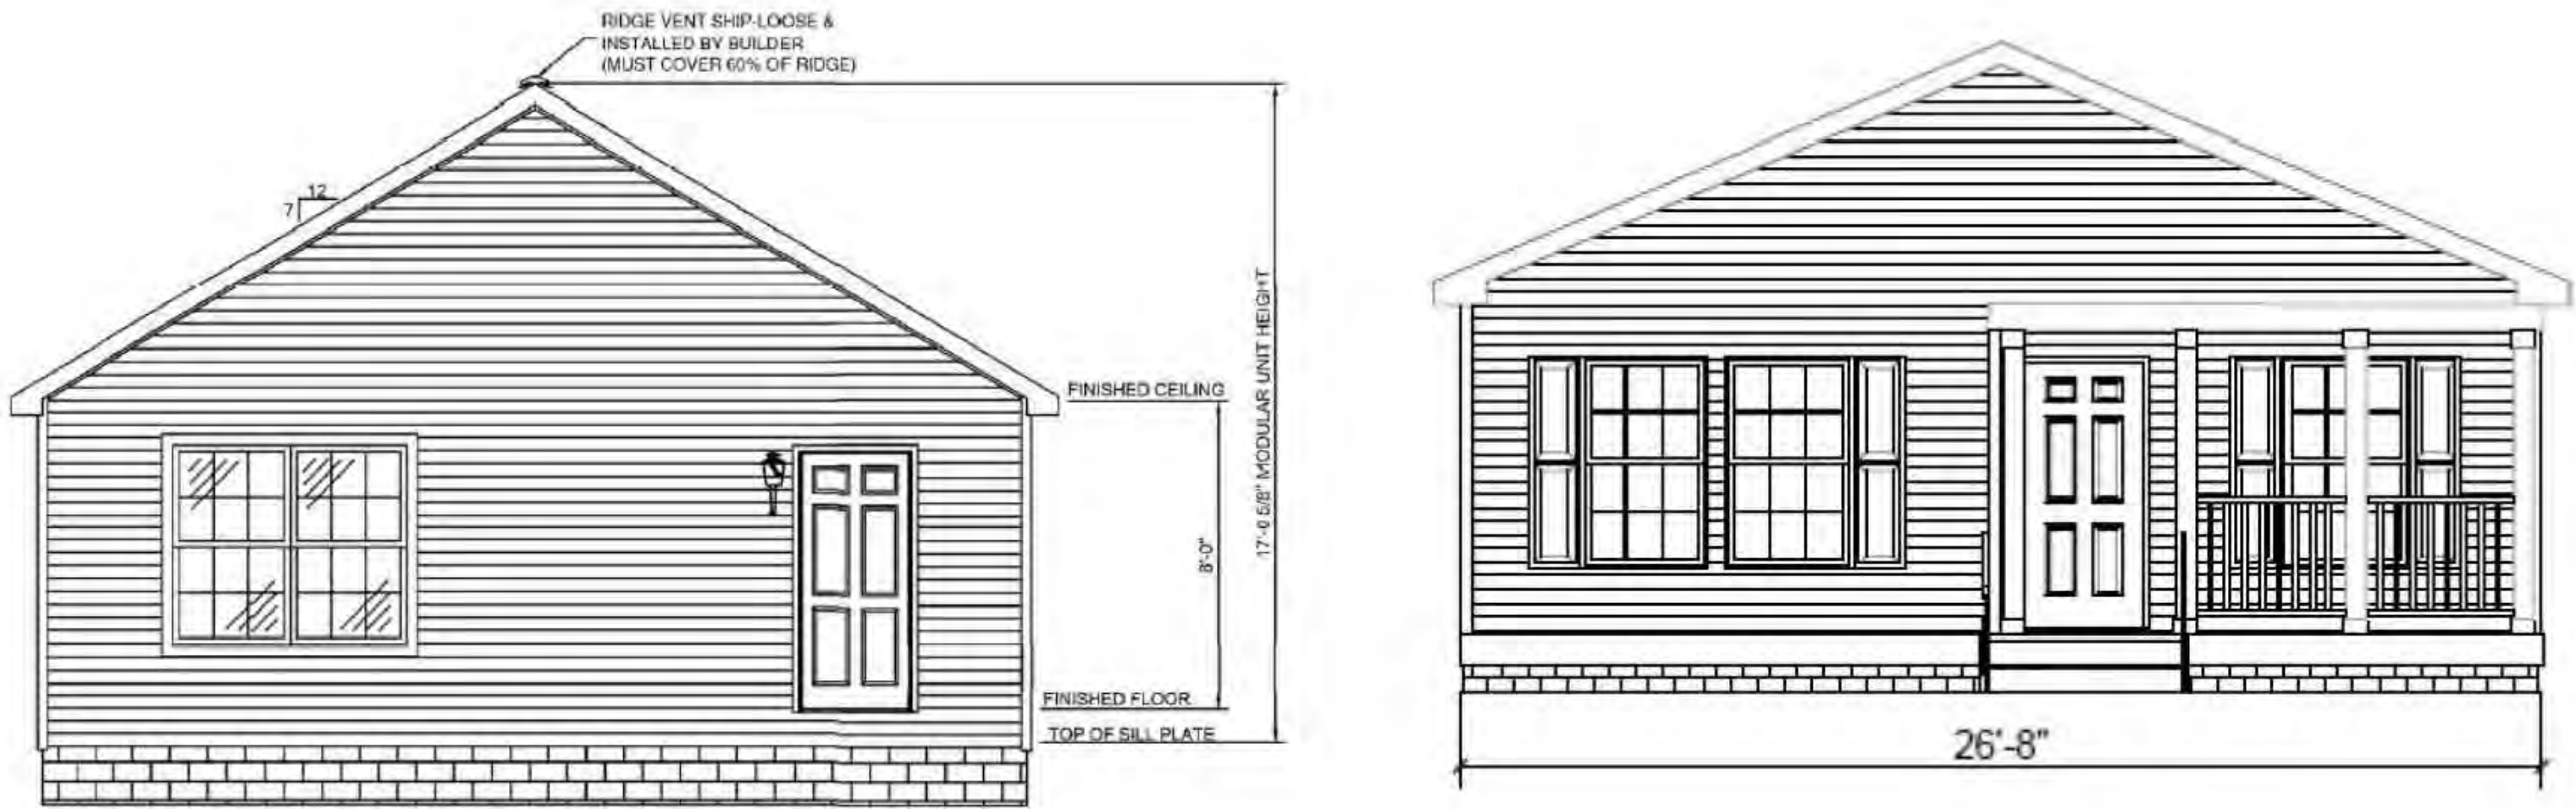 RIDGE VENT SHIP-LOOSE &
INSTALLED BY BUILDER
(MUST COVER 60% OF RIDGE)
12
7
FINISHED CEILING
17'-0 5/8" MODULAR UNIT HEIGHT
8'-0"
FINISHED FLOOR
TOP OF SILL PLATE
26'-8"